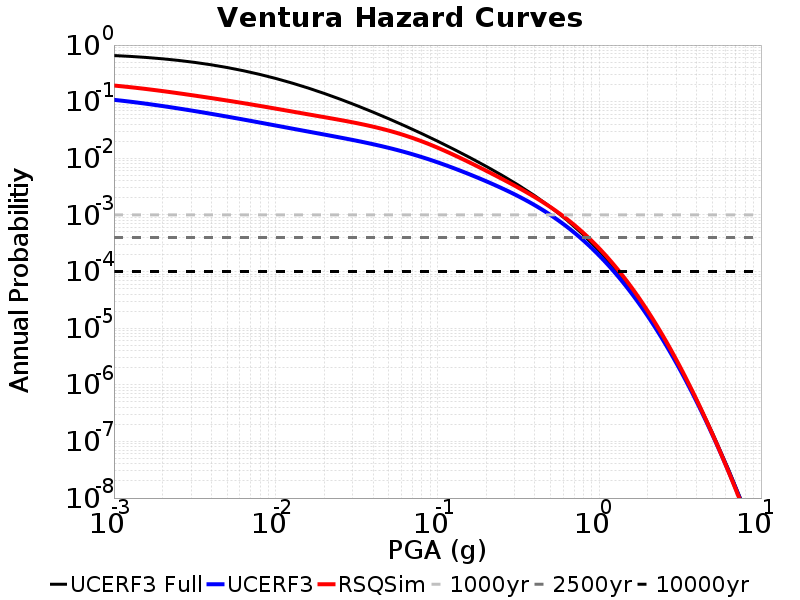 Ventura Hazard Curves
Annual Probabilitiy
10^0
10^-1
10^-2
10^-3
10^-4
10^-5
10^-6
10^-7
10^-8
10^-3 10^-2 10^-1 10^0 10^1
PGA (g)
UCERF3 Full UCERF3 RSQSim 1000yr 2500yr 10000yr